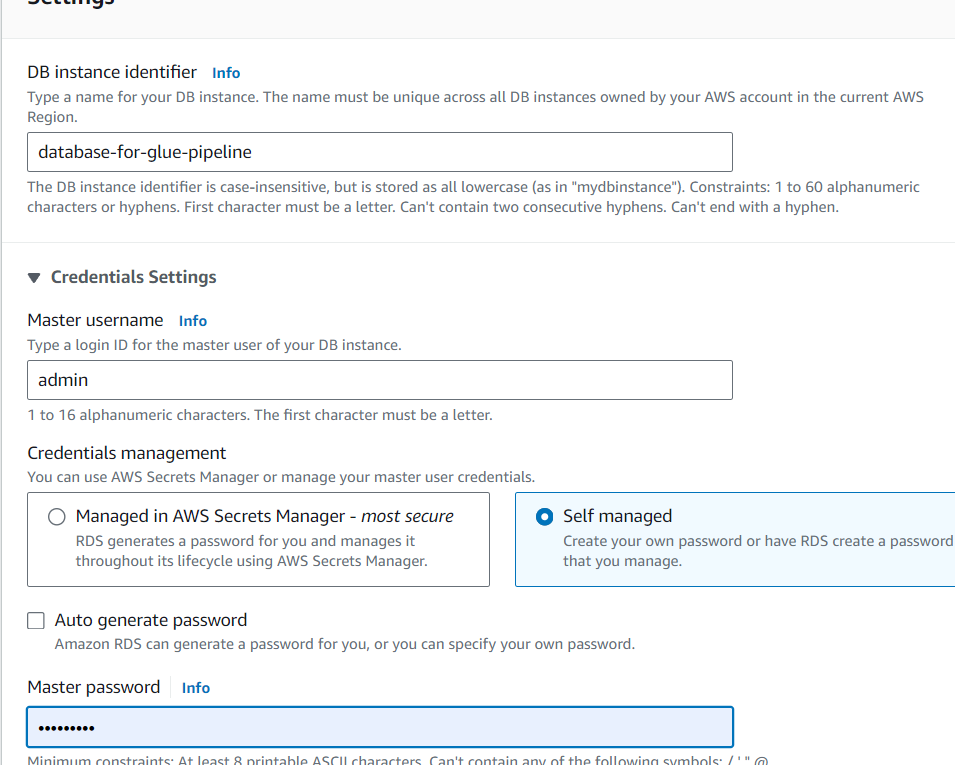 Settings
DB instance identifier Info
Type a name for your DB instance. The name must be unique across all DB instances owned by your AWS account in the current AWS
Region.
database-for-glue-pipeline
The DB instance identifier is case-insensitive, but is stored as all lowercase (as in "mydbinstance"). Constraints: 1 to 60 alphanumeric
characters or hyphens. First character must be a letter. Can't contain two consecutive hyphens. Can't end with a hyphen.
Credentials Settings
Master username Info
Type a login ID for the master user of your DB instance.
admin
1 to 16 alphanumeric characters. The first character must be a letter.
Credentials management
You can use AWS Secrets Manager or manage your master user credentials.
Managed in AWS Secrets Manager - most secure
RDS generates a password for you and manages it
throughout its lifecycle using AWS Secrets Manager.
Self managed
Create your own password or have RDS create a password
that you manage.
Auto generate password
Amazon RDS can generate a password for you, or you can specify your own password.
Master password Info
•••••••••
Minimum constraints: At least 8 printable ASCII characters. Can't contain any of the following symbols: / ' " @